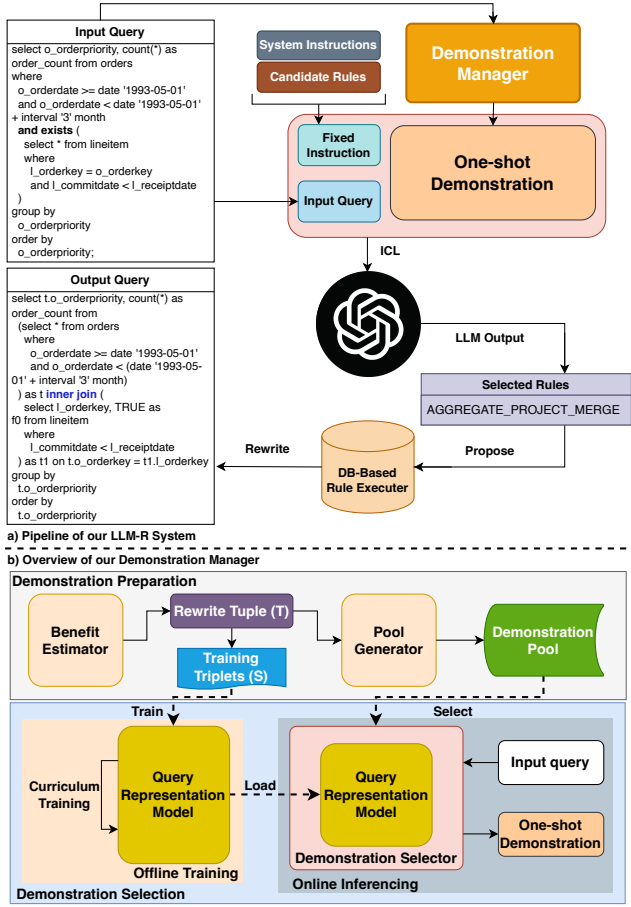 Input Query
select o_orderpriority, count(*) as
order_count from orders
where
o_orderdate >= date '1993-05-01'
and o_orderdate < date '1993-05-01'
+ interval '3' month
and exists (
select * from lineitem
where
l_orderkey = o_orderkey
and l_commitdate < l_receiptdate
)
group by
o_orderpriority
order by
o_orderpriority;
System Instructions
Candidate Rules
Demonstration
Manager
Fixed
Instruction
Input Query
One-shot
Demonstration
ICL
LLM Output
Selected Rules
AGGREGATE_PROJECT_MERGE
Propose
DB-Based
Rule Executer
Rewrite
Output Query
select t.o_orderpriority, count(*) as
order_count from
(select * from orders
where
o_orderdate >= date '1993-05-01'
and o_orderdate < (date '1993-05-
01' + interval '3' month)
) as t inner join (
select l_orderkey, TRUE as
f0 from lineitem
where
l_commitdate < l_receiptdate
) as t1 on t.o_orderkey = t1.l_orderkey
group by
t.o_orderpriority
order by
t.o_orderpriority
a) Pipeline of our LLM-R System
b) Overview of our Demonstration Manager
Demonstration Preparation
Benefit
Estimator
Rewrite Tuple (T)
Training
Triplets (S)
Pool
Generator
Demonstration
Pool
Train
Select
Curriculum
Training
Query
Representation
Model
Offline Training
Load
Query
Representation
Model
Demonstration Selector
Input query
One-shot
Demonstration
Online Inferencing
Demonstration Selection